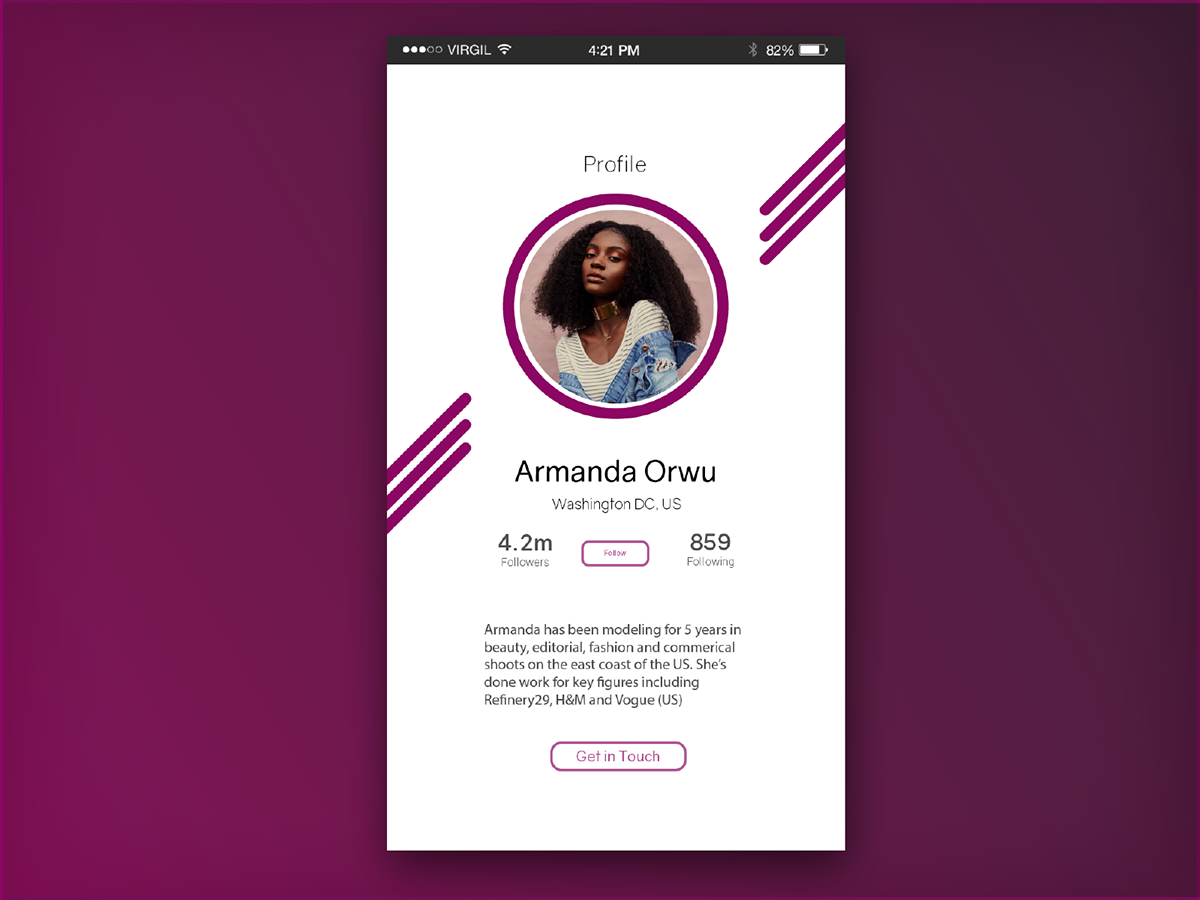 VIRGIL 4:21 PM 82%
Profile
Armanda Orwu
Washington DC, US
4.2m Follow 859
Followers Following
Armanda has been modeling for 5 years in
beauty, editorial, fashion and commerical
shoots on the east coast of the US. She’s
done work for key figures including
Refinery29, H&M and Vogue (US)
Get in Touch